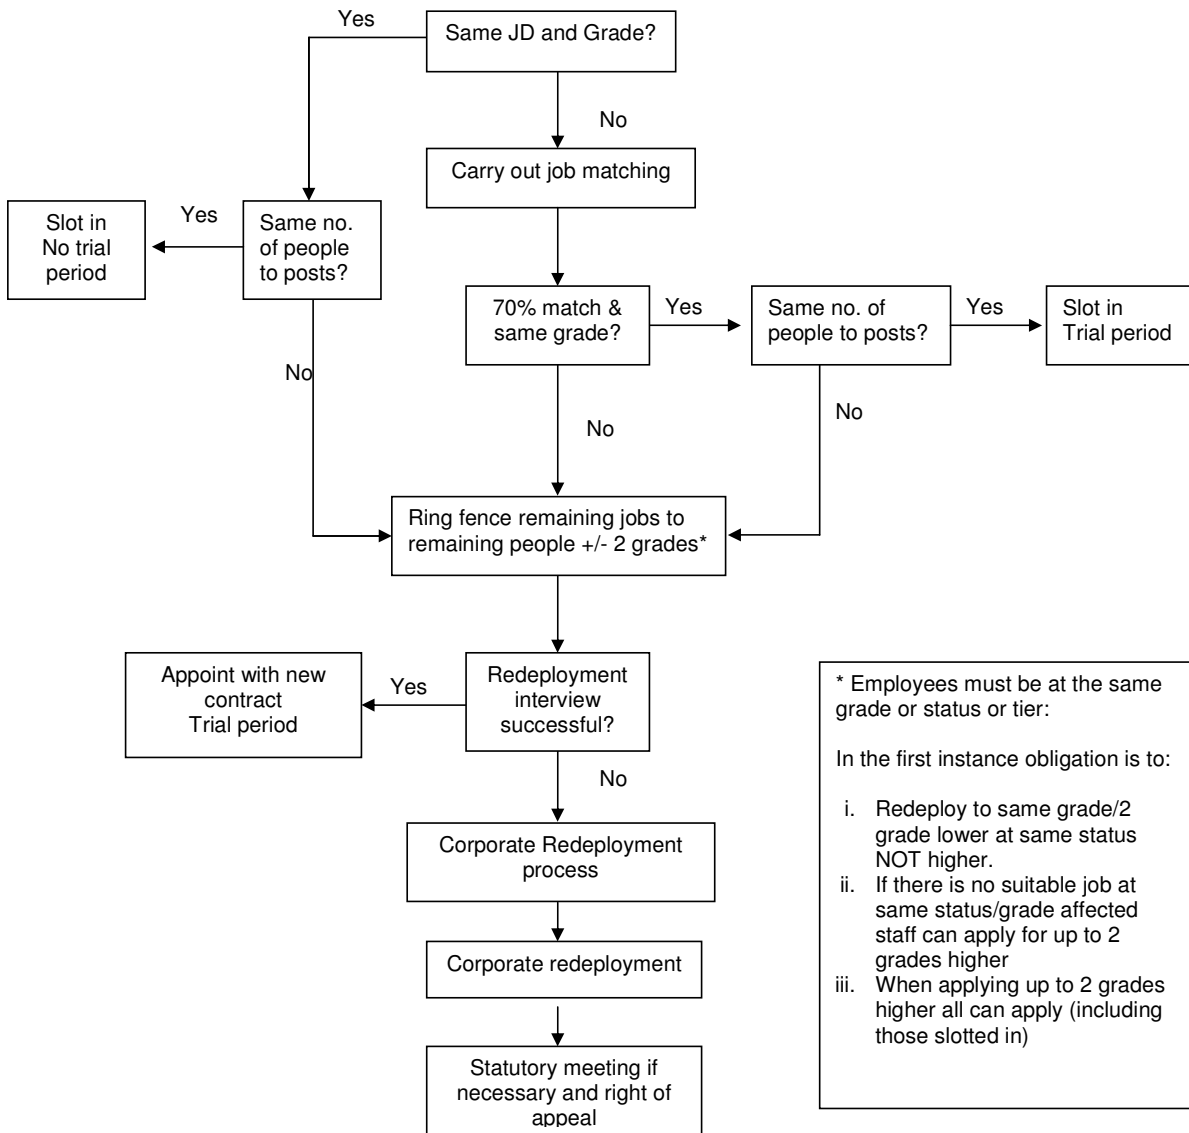 Yes
Same JD and Grade?
No
Carry out job matching
Slot in
No trial
period
Yes
Same no.
of people
to posts?
70% match &
same grade?
Yes
Same no. of
people to posts?
Yes
Slot in
Trial period
No
No
No
Ring fence remaining jobs to
remaining people +/- 2 grades*
Appoint with new
contract
Trial period
Yes
Redeployment
interview
successful?
No
Corporate Redeployment
process
Corporate redeployment
Statutory meeting if
necessary and right of
appeal
* Employees must be at the same
grade or status or tier:
In the first instance obligation is to:
i. Redeploy to same grade/2
grade lower at same status
NOT higher.
ii. If there is no suitable job at
same status/grade affected
staff can apply for up to 2
grades higher
iii. When applying up to 2 grades
higher all can apply (including
those slotted in)